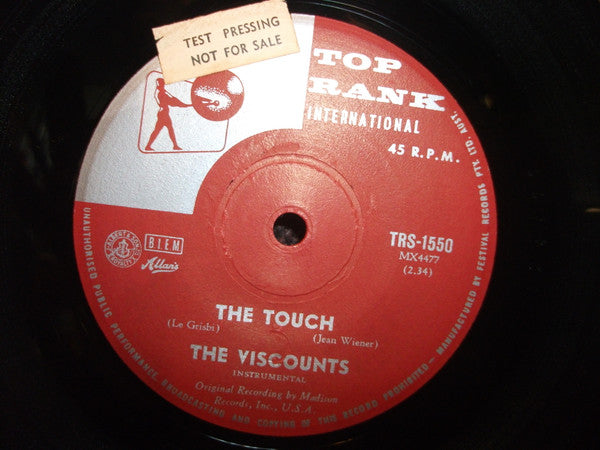 TEST PRESSING
NOT FOR SALE
TOP
RANK
INTERNATIONAL
45 R.P.M.
B.I.E.M
Allan's
TRS-1550
MX4477
(2.34)
THE TOUCH
(Le Grisbi)
(Jean Wiener)
THE VISCOUNTS
INSTRUMENTAL
Original Recording by Madison
Records, Inc., U.S.A.
UNAUTHORISED PUBLIC PERFORMANCE, BROADCASTING AND COPYING OF THIS RECORD PROHIBITED— MANUFACTURED BY FESTIVAL RECORDS PTY. LTD. AUST.